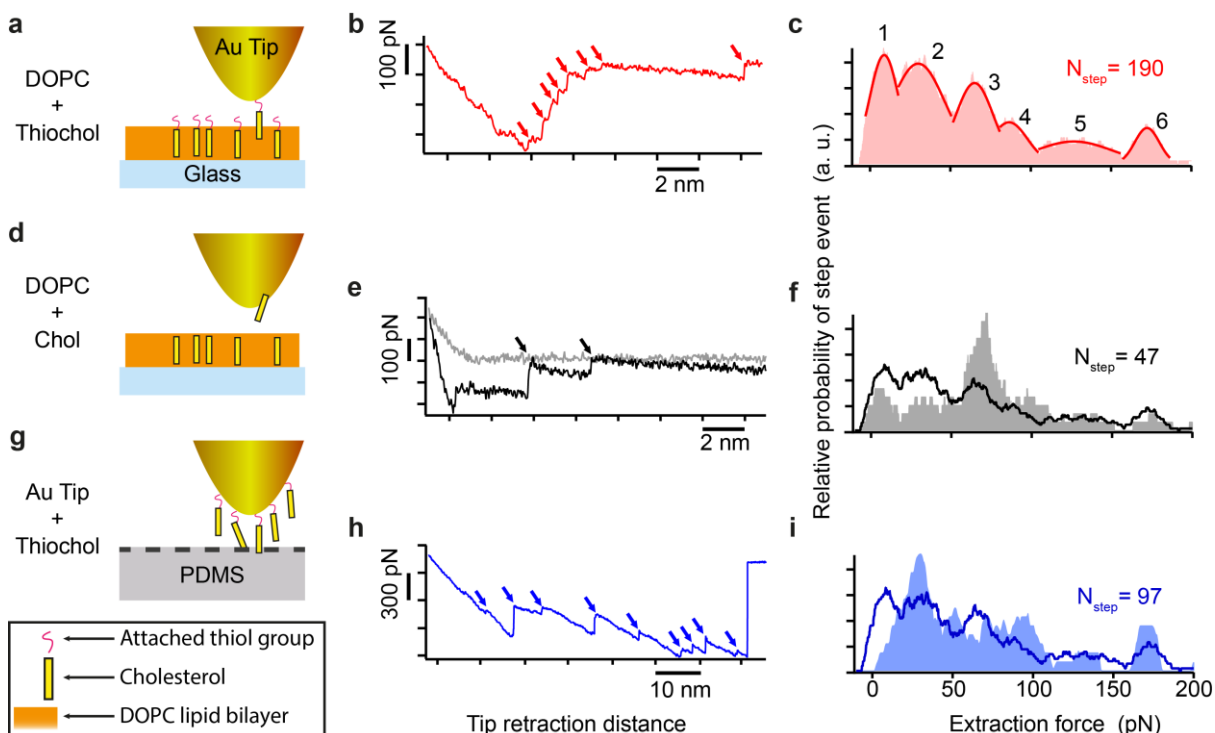 a
Au Tip
DOPC
+
Thiochol
Glass
b
100 pN
2 nm
c
1
2
3
4
5
6
N_step = 190
d
DOPC
+
Chol
e
100 pN
2 nm
f
N_step = 47
g
Au Tip
+
Thiochol
PDMS
h
300 pN
10 nm
i
N_step = 97
Relative probability of step event (a. u.)
0 50 100 150 200
Attached thiol group
Cholesterol
DOPC lipid bilayer
Tip retraction distance
Extraction force (pN)